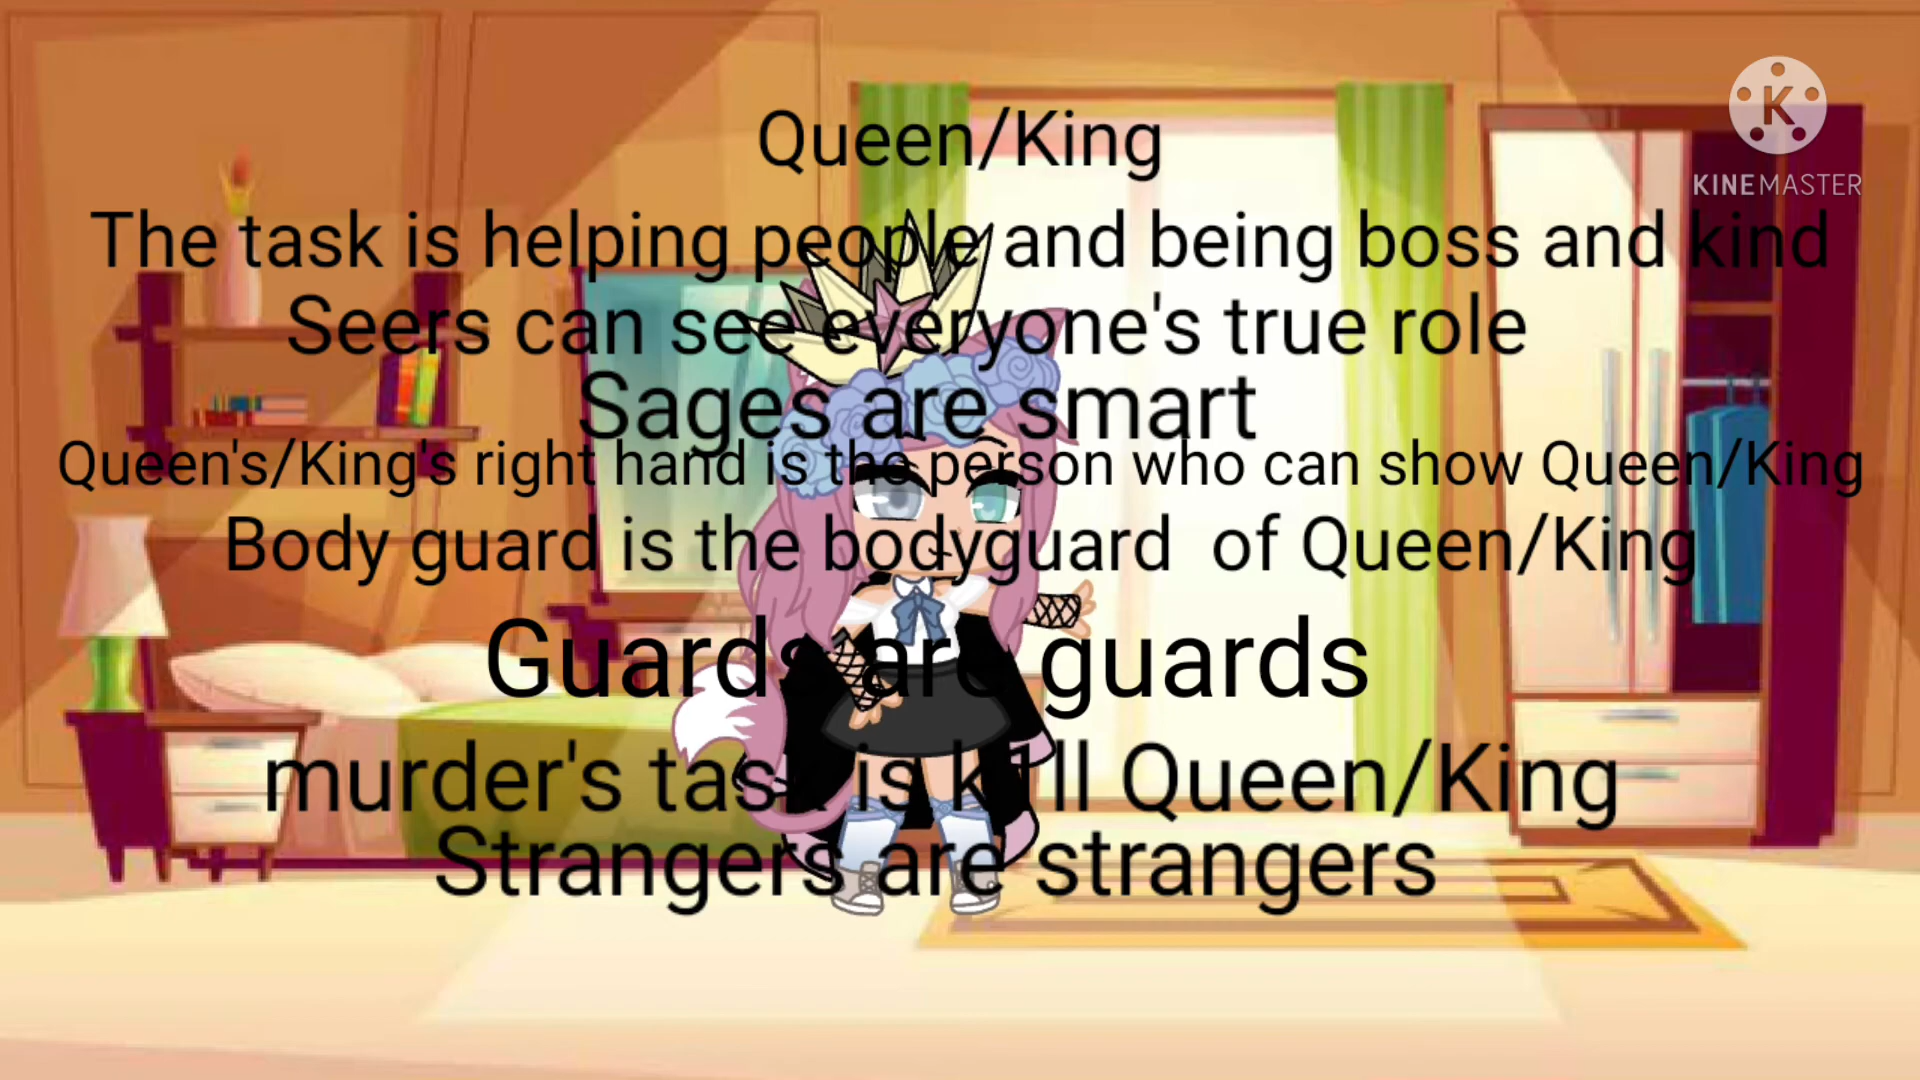 Queen/King
K
KINEMASTER
The task is helping people and being boss and kind
Seers can see everyone's true role
Sages are smart
Queen's/King's right hand is the person who can show Queen/King
Body guard is the bodyguard of Queen/King
Guards are guards
murder's task is k1ll Queen/King
Strangers are strangers